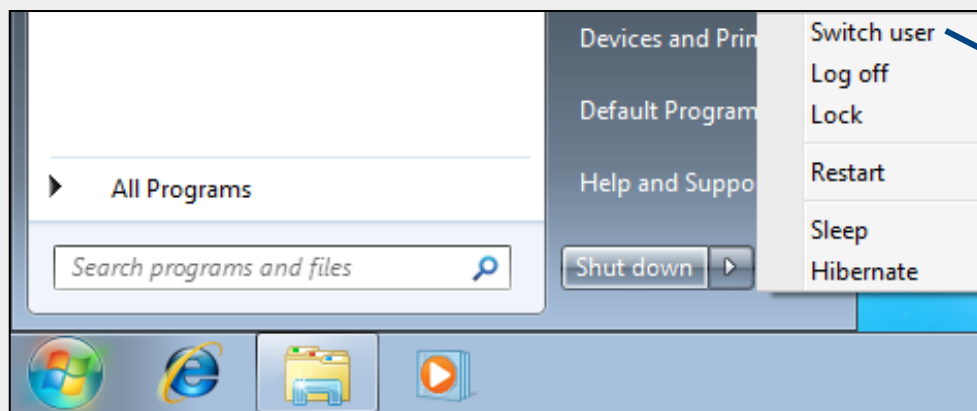 Devices and Prin
Default Program
Help and Suppo
All Programs
Search programs and files
Shut down
Switch user
Log off
Lock
Restart
Sleep
Hibernate